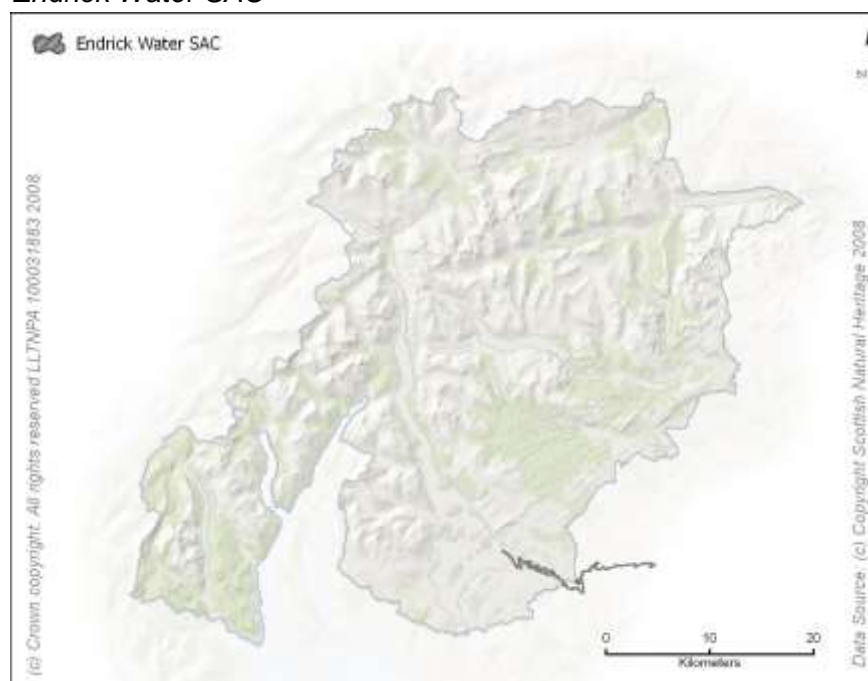 Endrick Water SAC
Endrick Water SAC
(c) Crown copyright. All rights reserved LLTNPA 100031883 2008
Data Source: (c) Copyright Scottish Natural Heritage 2008
0 10 20
Kilometers